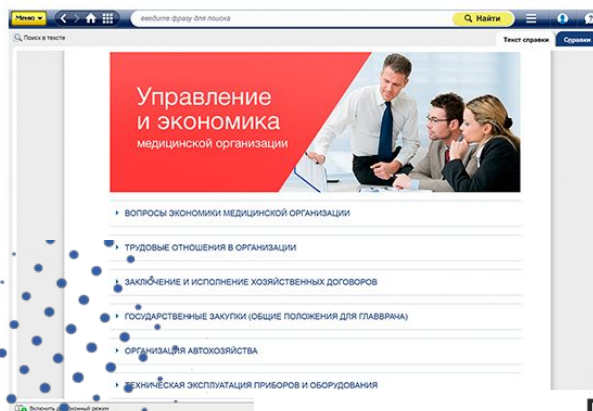 Меню
введите фразу для поиска
Найти
Поиск в тексте
Текст справки
Справки
Управление
и экономика
медицинской организации
ВОПРОСЫ ЭКОНОМИКИ МЕДИЦИНСКОЙ ОРГАНИЗАЦИИ
ТРУДОВЫЕ ОТНОШЕНИЯ В ОРГАНИЗАЦИИ
ЗАКЛЮЧЕНИЕ И ИСПОЛНЕНИЕ ХОЗЯЙСТВЕННЫХ ДОГОВОРОВ
ГОСУДАРСТВЕННЫЕ ЗАКУПКИ (ОБЩИЕ ПОЛОЖЕНИЯ ДЛЯ ГЛАВВРАЧА)
ОРГАНИЗАЦИЯ АВТОХОЗЯЙСТВА
ТЕХНИЧЕСКАЯ ЭКСПЛУАТАЦИЯ ПРИБОРОВ И ОБОРУДОВАНИЯ
Включить режим